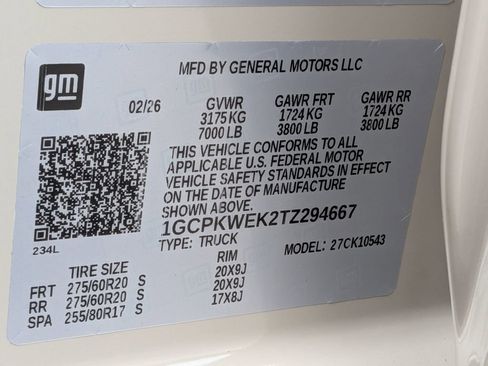 gm
MFD BY GENERAL MOTORS LLC
02/26 GVWR GAWR FRT GAWR RR
3175 KG 1724 KG 1724 KG
7000 LB 3800 LB 3800 LB
THIS VEHICLE CONFORMS TO ALL
APPLICABLE U.S. FEDERAL MOTOR
VEHICLE SAFETY STANDARDS IN EFFECT
ON THE DATE OF MANUFACTURE
SHOWN ABOVE.
234L
1GCPKWEK2TZ294667
TYPE: TRUCK MODEL: 27CK10543
TIRE SIZE RIM
FRT 275/60R20 S 20X9J
RR 275/60R20 S 20X9J
SPA 255/80R17 S 17X8J